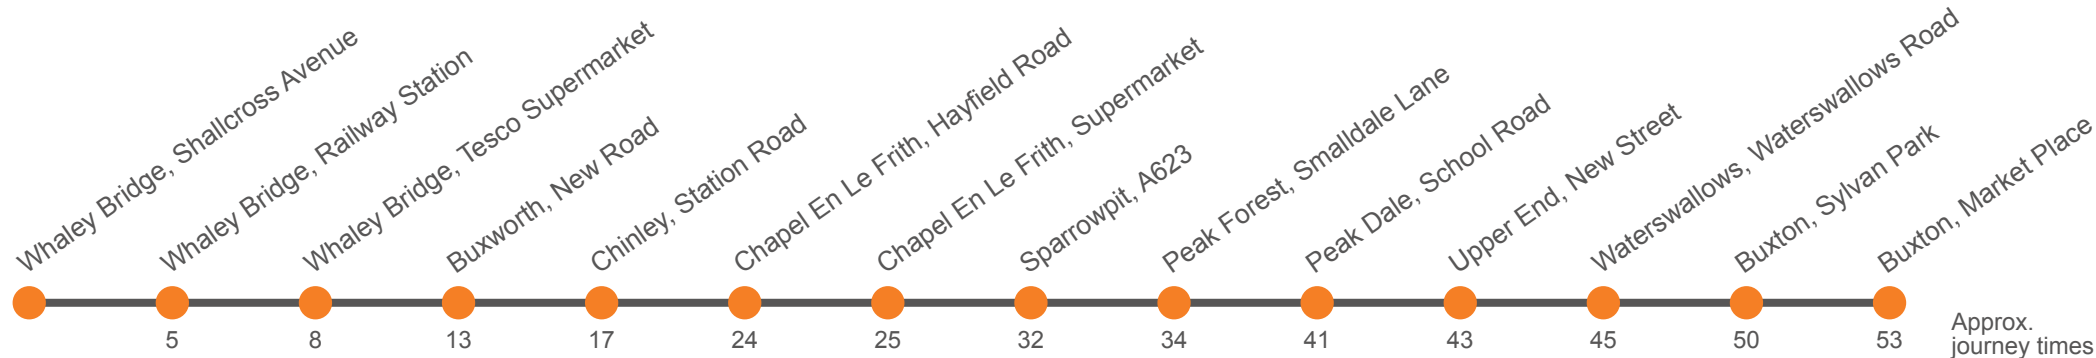 Whaley Bridge, Shallcross Avenue
Whaley Bridge, Railway Station
Whaley Bridge, Tesco Supermarket
Buxworth, New Road
Chinley, Station Road
Chapel En Le Frith, Hayfield Road
Chapel En Le Frith, Supermarket
Sparrowpit, A623
Peak Forest, Smalldale Lane
Peak Dale, School Road
Upper End, New Street
Waterswallows, Waterswallows Road
Buxton, Sylvan Park
Buxton, Market Place
5 8 13 17 24 25 32 34 41 43 45 50 53
Approx.
journey times